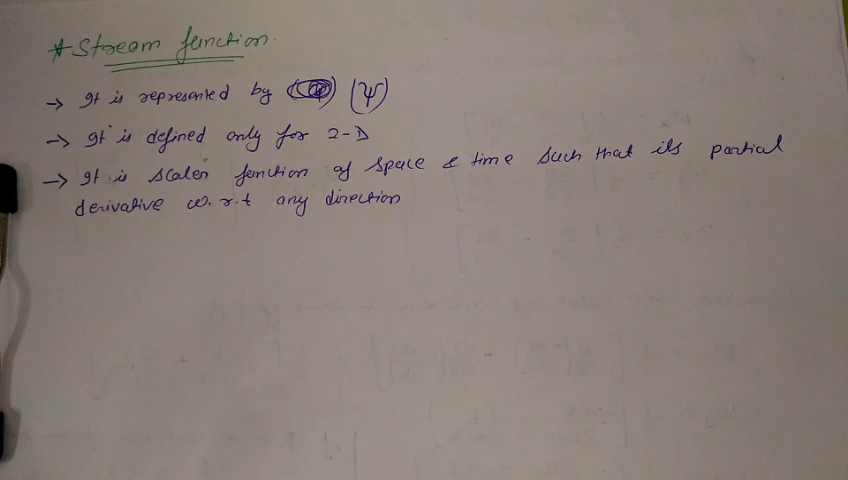 * Stream function.
→ It is represented by (ψ)
→ It is defined only for 2-D
→ It is scaler function of space & time such that its partial
derivative w.r.t any direction